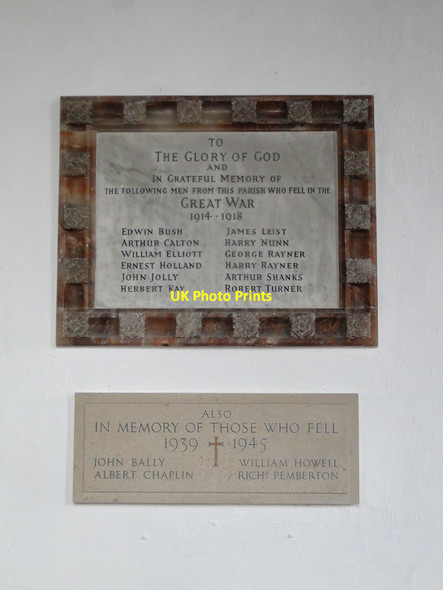 TO
THE GLORY OF GOD
AND
IN GRATEFUL MEMORY OF
THE FOLLOWING MEN FROM THIS PARISH WHO FELL IN THE
GREAT WAR
1914-1918
EDWIN BUSH JAMES LEIST
ARTHUR CALTON HARRY NUNN
WILLIAM ELLIOTT GEORGE RAYNER
ERNEST HOLLAND HARRY RAYNER
JOHN JOLLY ARTHUR SHANKS
HERBERT KAY ROBERT TURNER
UK Photo Prints
ALSO
IN MEMORY OF THOSE WHO FELL
1939 1945
JOHN BALLY WILLIAM HOWELL
ALBERT CHAPLIN RICHD PEMBERTON